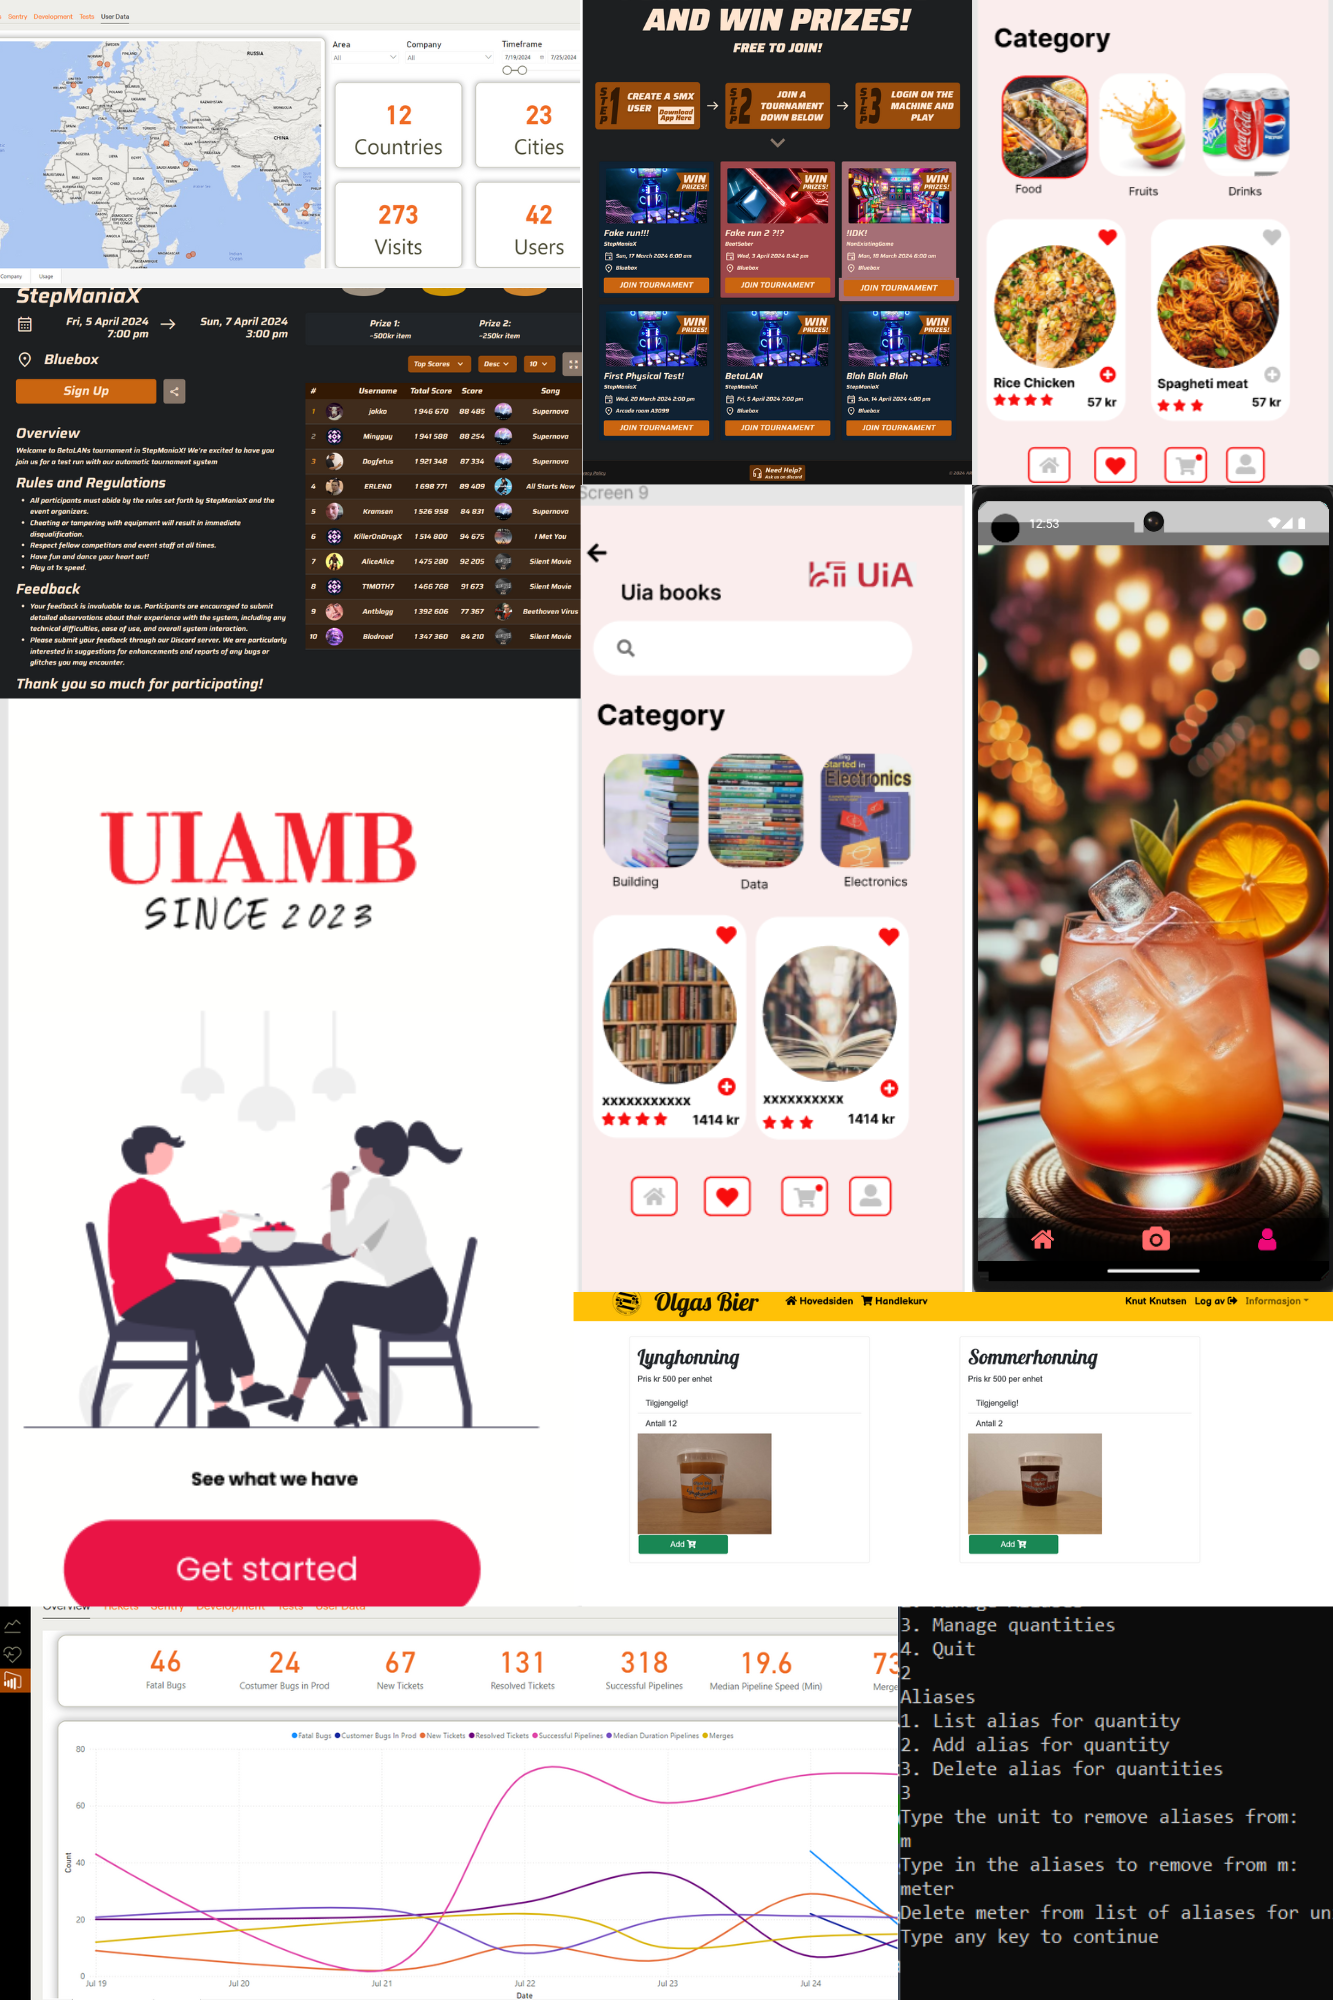 Sentry Development Tests User Data
RUSSIA
CHINA
Area
All
Company
All
Timeframe
7/19/2024
7/25/2024
12
Countries
23
Cities
273
Visits
42
Users
Company Usage
AND WIN PRIZES!
FREE TO JOIN!
STEP 1 CREATE A SMX USER Download App Here
STEP 2 JOIN A TOURNAMENT DOWN BELOW
STEP 3 LOGIN ON THE MACHINE AND PLAY
WIN PRIZES!
Fake run!!!
StepManiaX
Sun, 17 March 2024 6:00 am
Bluebox
JOIN TOURNAMENT
WIN PRIZES!
Fake run 2 ?!?
BeatSaber
Wed, 3 April 2024 6:42 pm
Bluebox
JOIN TOURNAMENT
WIN PRIZES!
!IDK!
NonExistingGame
Mon, 18 March 2024 6:00 am
Bluebox
JOIN TOURNAMENT
WIN PRIZES!
First Physical Test!
StepManiaX
Wed, 20 March 2024 2:00 pm
Arcade room A3099
JOIN TOURNAMENT
WIN PRIZES!
BetaLAN
StepManiaX
Fri, 5 April 2024 7:00 pm
Bluebox
JOIN TOURNAMENT
WIN PRIZES!
Blah Blah Blah
StepManiaX
Sun, 14 April 2024 4:00 pm
Bluebox
JOIN TOURNAMENT
Need Help?
Ask us on discord
© 2024
Category
Food
Fruits
Drinks
Rice Chicken
57 kr
Spagheti meat
57 kr
StepManiaX
Fri, 5 April 2024
7:00 pm
Sun, 7 April 2024
3:00 pm
Bluebox
Sign Up
Overview
Welcome to BetaLANs tournament in StepManiaX! We're excited to have you
join us for a test run with our automatic tournament system
Rules and Regulations
All participants must abide by the rules set forth by StepManiaX and the
event organizers.
Cheating or tampering with equipment will result in immediate
disqualification.
Respect fellow competitors and event staff at all times.
Have fun and dance your heart out!
Play at 1x speed.
Feedback
Your feedback is invaluable to us. Participants are encouraged to submit
detailed observations about their experience with the system, including any
technical difficulties, ease of use, and overall system interaction.
Please submit your feedback through our Discord server. We are particularly
interested in suggestions for enhancements and reports of any bugs or
glitches you may encounter.
Thank you so much for participating!
Prize 1:
~500kr item
Prize 2:
~250kr item
Top Scores Desc 10
# Username Total Score Score Song
1 jakko 1 946 670 88 485 Supernova
2 Minyguy 1 941 588 88 254 Supernova
3 Dogfetus 1 921 348 87 334 Supernova
4 ERLEND 1 698 771 89 409 All Starts Now
5 Kramsen 1 526 958 84 831 Supernova
6 KillerOnDrugX 1 514 800 94 675 I Met You
7 AliceAlice 1 475 280 92 205 Silent Movie
8 T1MOTH7 1 466 768 91 673 Silent Movie
9 Antblogg 1 392 606 77 367 Beethoven Virus
10 Blodroed 1 347 360 84 210 Silent Movie
Screen 9
Uia books
UiA
Category
Started in
Electronics
Building
Data
Electronics
xxxxxxxxxxx
1414 kr
xxxxxxxxxx
1414 kr
12:53
UIAMB
SINCE 2023
See what we have
Get started
Olgas Bier
Hovedsiden
Handlekurv
Knut Knutsen
Log av
Informasjon
Lynghonning
Pris kr 500 per enhet
Tilgjengelig!
Antall 12
Add
Sommerhonning
Pris kr 500 per enhet
Tilgjengelig!
Antall 2
Add
Overview Tickets Sentry Development Tests User Data
46
Fatal Bugs
24
Costumer Bugs in Prod
67
New Tickets
131
Resolved Tickets
318
Successful Pipelines
19.6
Median Pipeline Speed (Min)
73
Merge
Fatal Bugs Customer Bugs In Prod New Tickets Resolved Tickets Successful Pipelines Median Duration Pipelines Merges
80
60
40
20
0
Count
Jul 19 Jul 20 Jul 21 Jul 22 Jul 23 Jul 24
Date
3. Manage quantities
4. Quit
2
Aliases
1. List alias for quantity
2. Add alias for quantity
3. Delete alias for quantities
3
Type the unit to remove aliases from:
m
Type in the aliases to remove from m:
meter
Delete meter from list of aliases for un
Type any key to continue